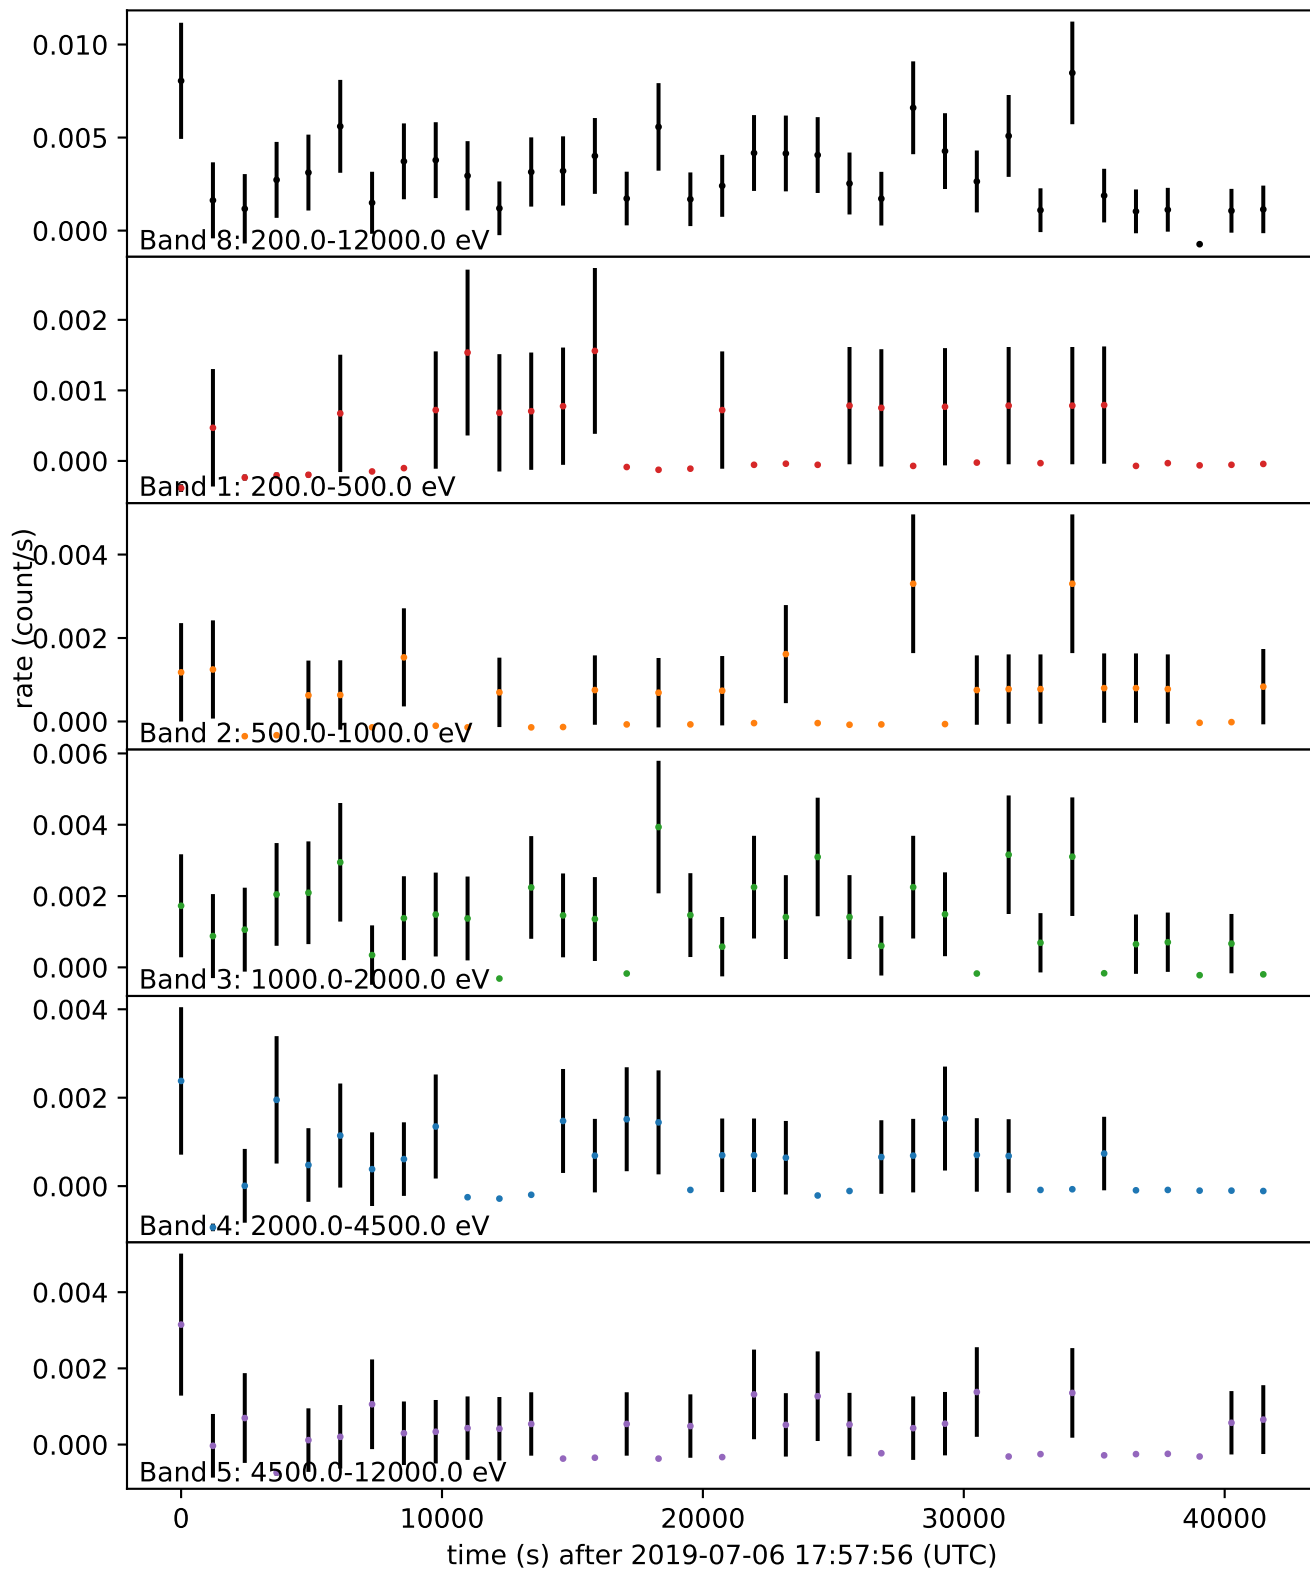 0.010
0.005
0.000
Band 8: 200.0-12000.0 eV
0.002
0.001
0.000
Band 1: 200.0-500.0 eV
rate (count/s)
0.004
0.002
0.000
Band 2: 500.0-1000.0 eV
0.006
0.004
0.002
0.000
Band 3: 1000.0-2000.0 eV
0.004
0.002
0.000
Band 4: 2000.0-4500.0 eV
0.004
0.002
0.000
Band 5: 4500.0-12000.0 eV
0 10000 20000 30000 40000
time (s) after 2019-07-06 17:57:56 (UTC)